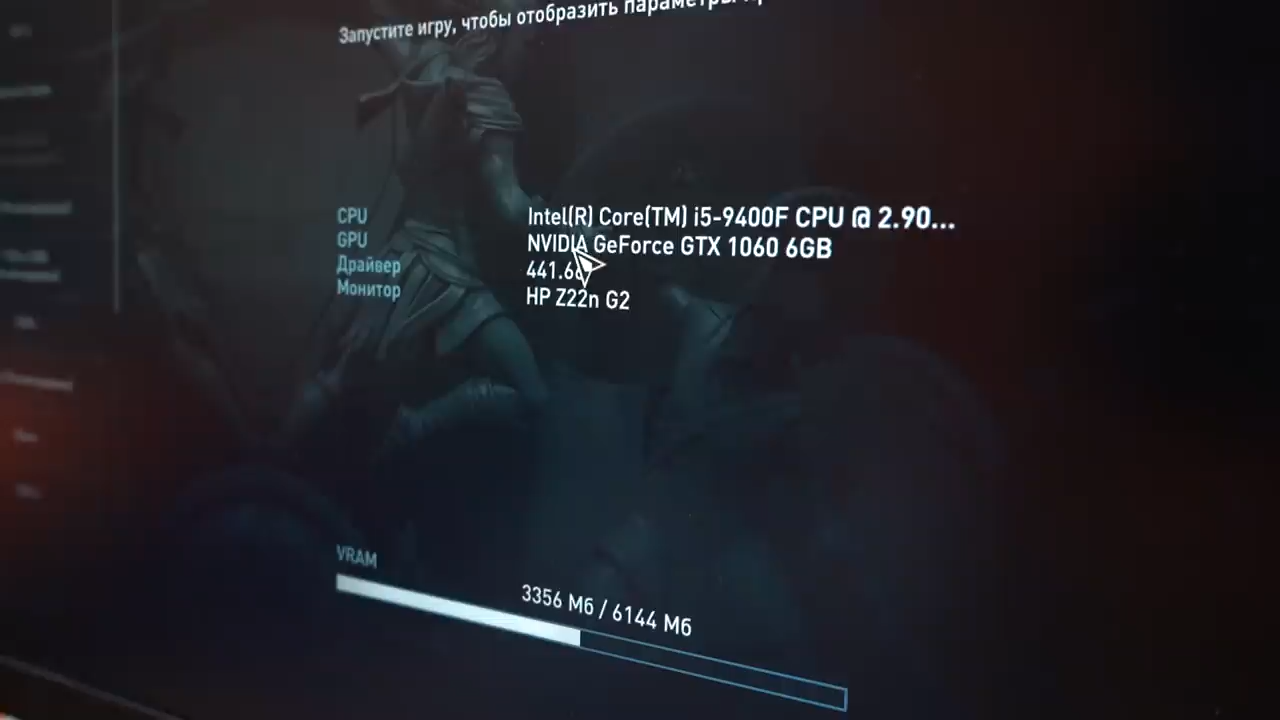 Запустите игру, чтобы отобразить параметры
CPU Intel(R) Core(TM) i5-9400F CPU @ 2.90...
GPU NVIDIA GeForce GTX 1060 6GB
Драйвер
Монитор HP Z22n G2
VRAM
3356 Мб / 6144 Мб